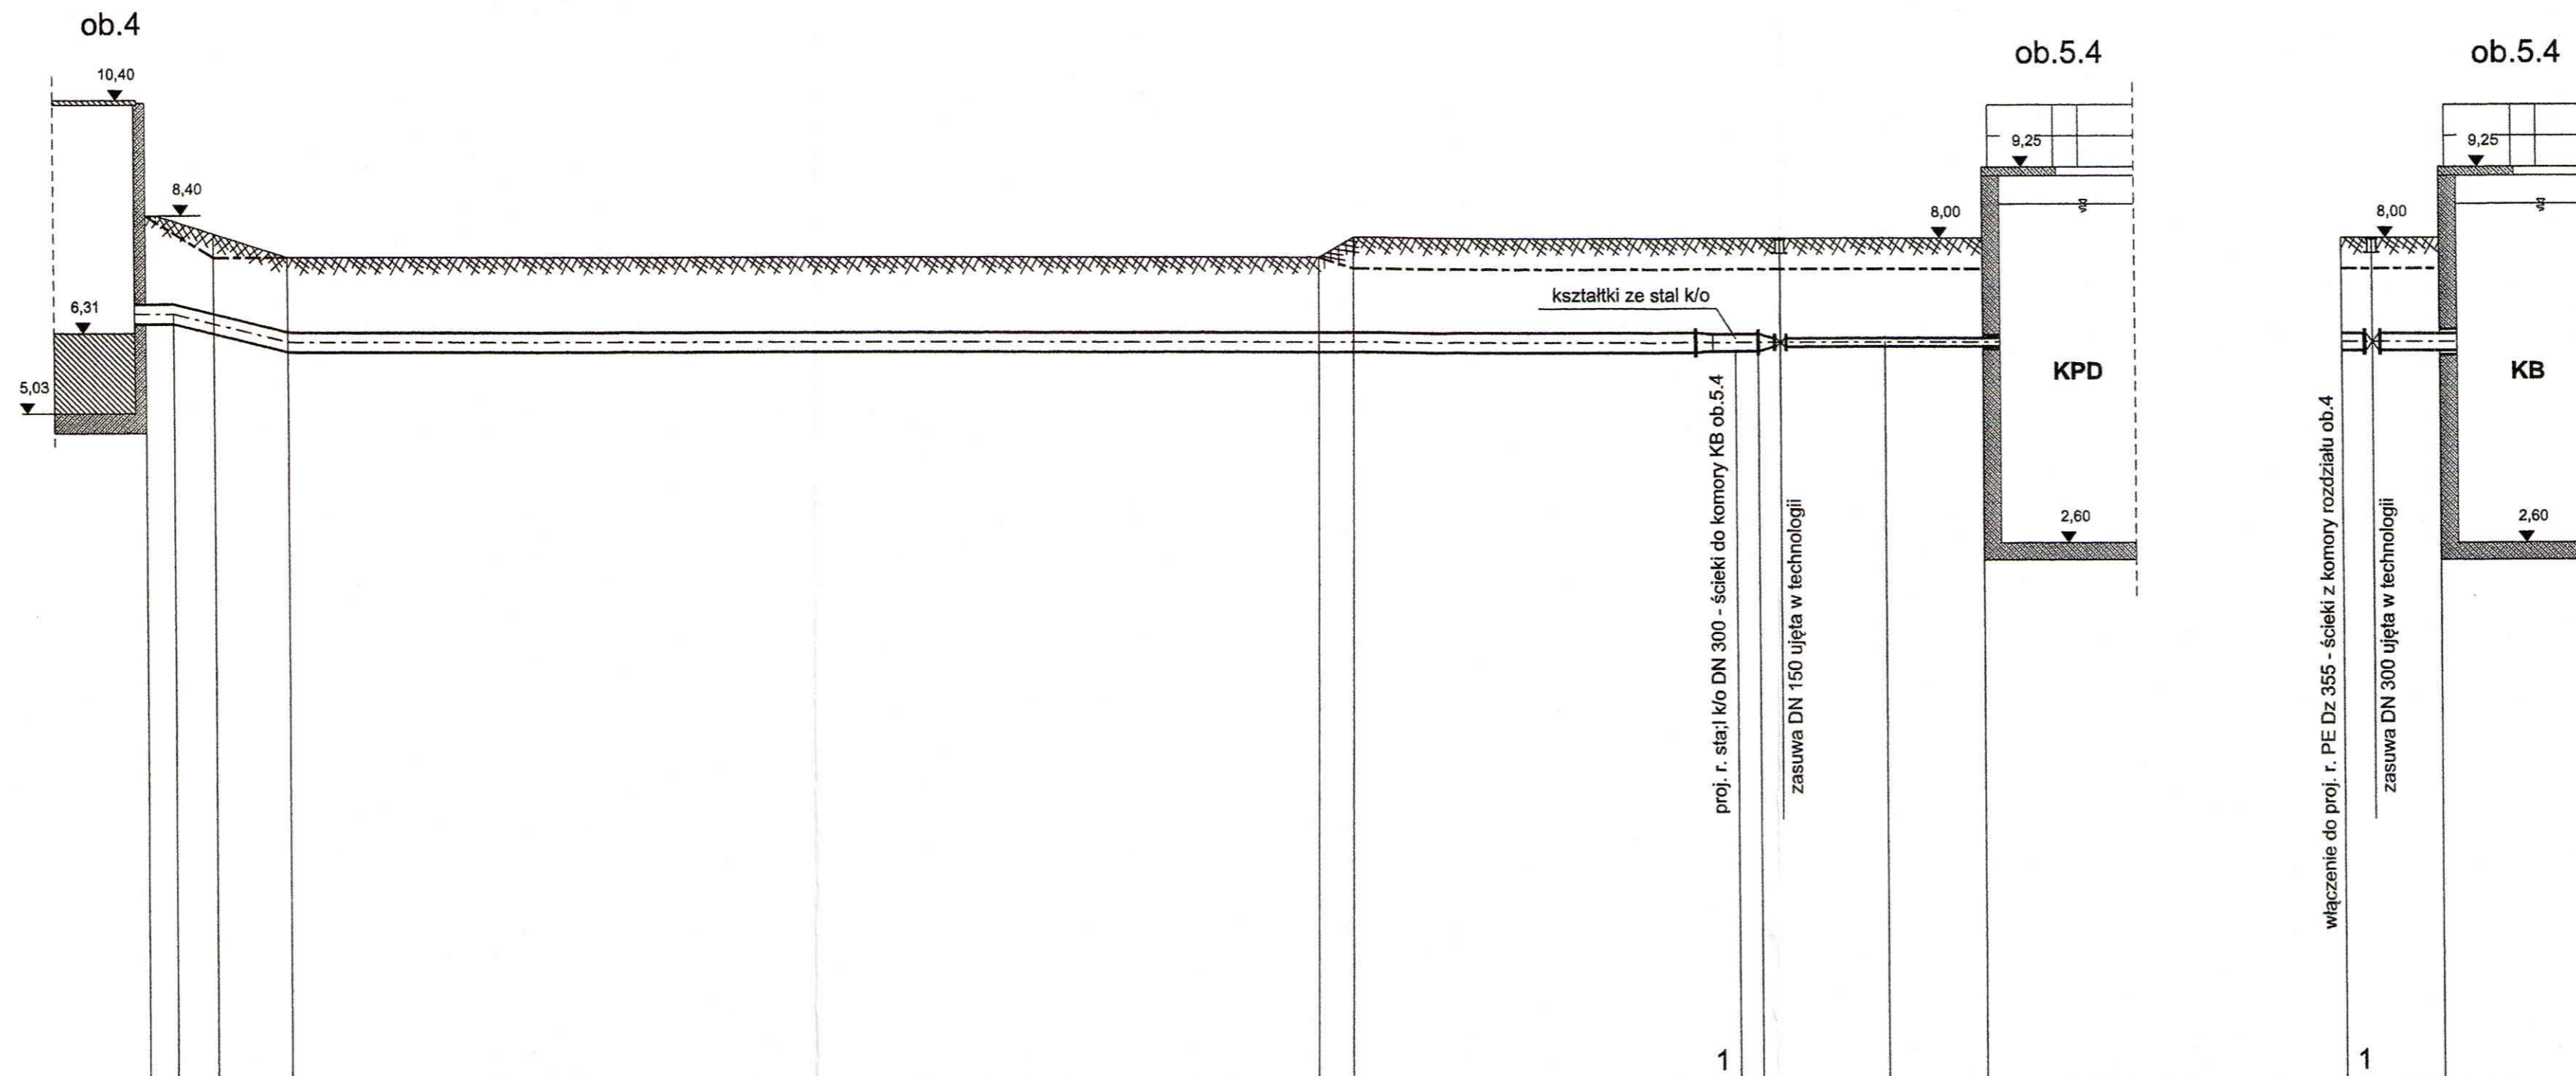 ob.4
10,40
8,40
6,31
5,03
kształtki ze stal k/o
proj. r. sta;l k/o DN 300 - ścieki do komory KB ob.5.4
zasuwa DN 150 ujęta w technologii
1
ob.5.4
9,25
8,00
KPD
2,60
włączenie do proj. r. PE Dz 355 - ścieki z komory rozdziału ob.4
zasuwa DN 300 ujęta w technologii
1
ob.5.4
9,25
8,00
KB
2,60